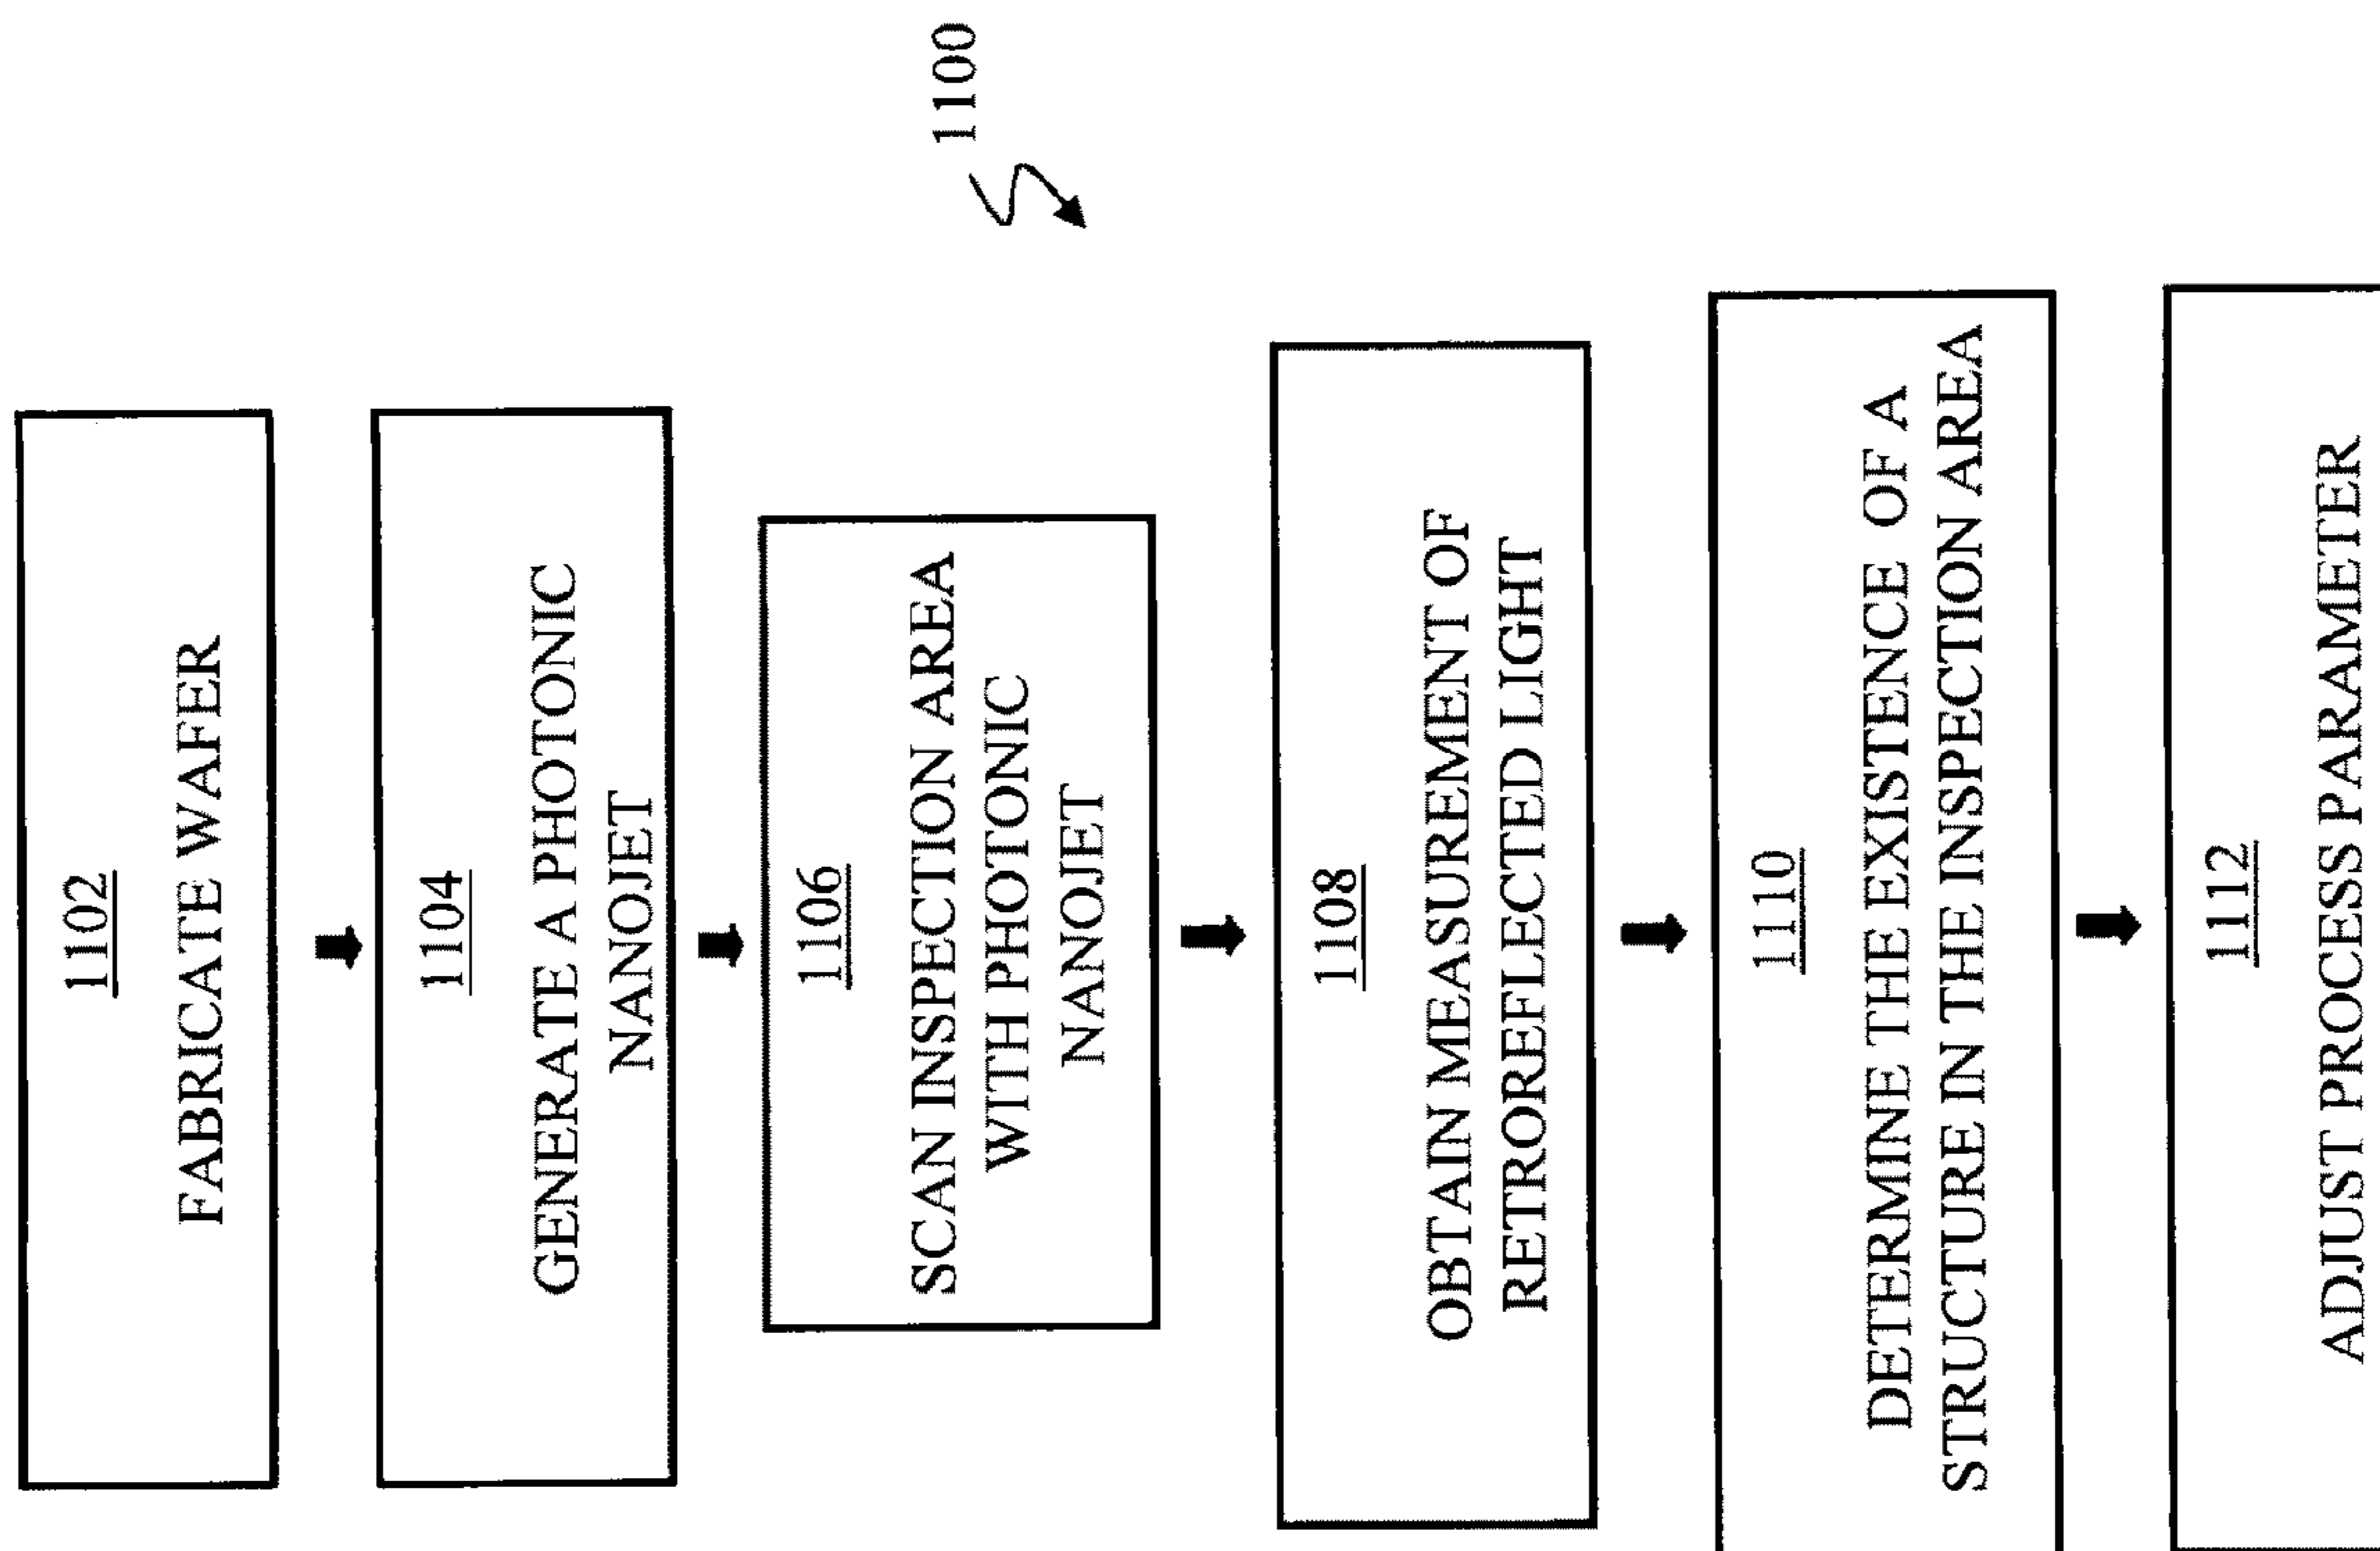 1100
1102
FABRICATE WAFER
1104
GENERATE A PHOTONIC
NANOJET
1106
SCAN INSPECTION AREA
WITH PHOTONIC
NANOJET
1108
OBTAIN MEASUREMENT OF
RETROREFLECTED LIGHT
1110
DETERMINE THE EXISTENCE OF A
STRUCTURE IN THE INSPECTION AREA
1112
ADJUST PROCESS PARAMETER